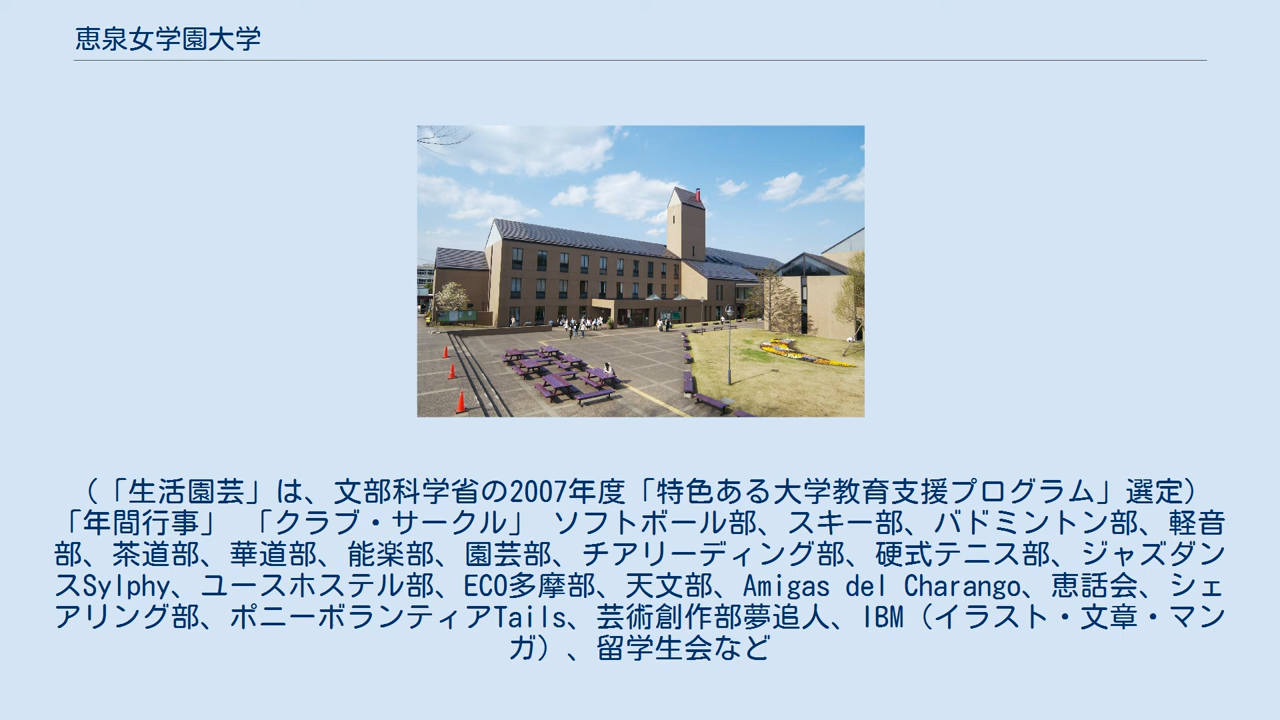 恵泉女学園大学
（「生活園芸」は、文部科学省の2007年度「特色ある大学教育支援プログラム」選定）
「年間行事」　「クラブ・サークル」　ソフトボール部、スキー部、バドミントン部、軽音
部、茶道部、華道部、能楽部、園芸部、チアリーディング部、硬式テニス部、ジャズダン
スSylphy、ユースホステル部、ECO多摩部、天文部、Amigas del Charango、恵話会、シェ
アリング部、ポニーボランティアTails、芸術創作部夢追人、IBM（イラスト・文章・マン
ガ）、留学生会など